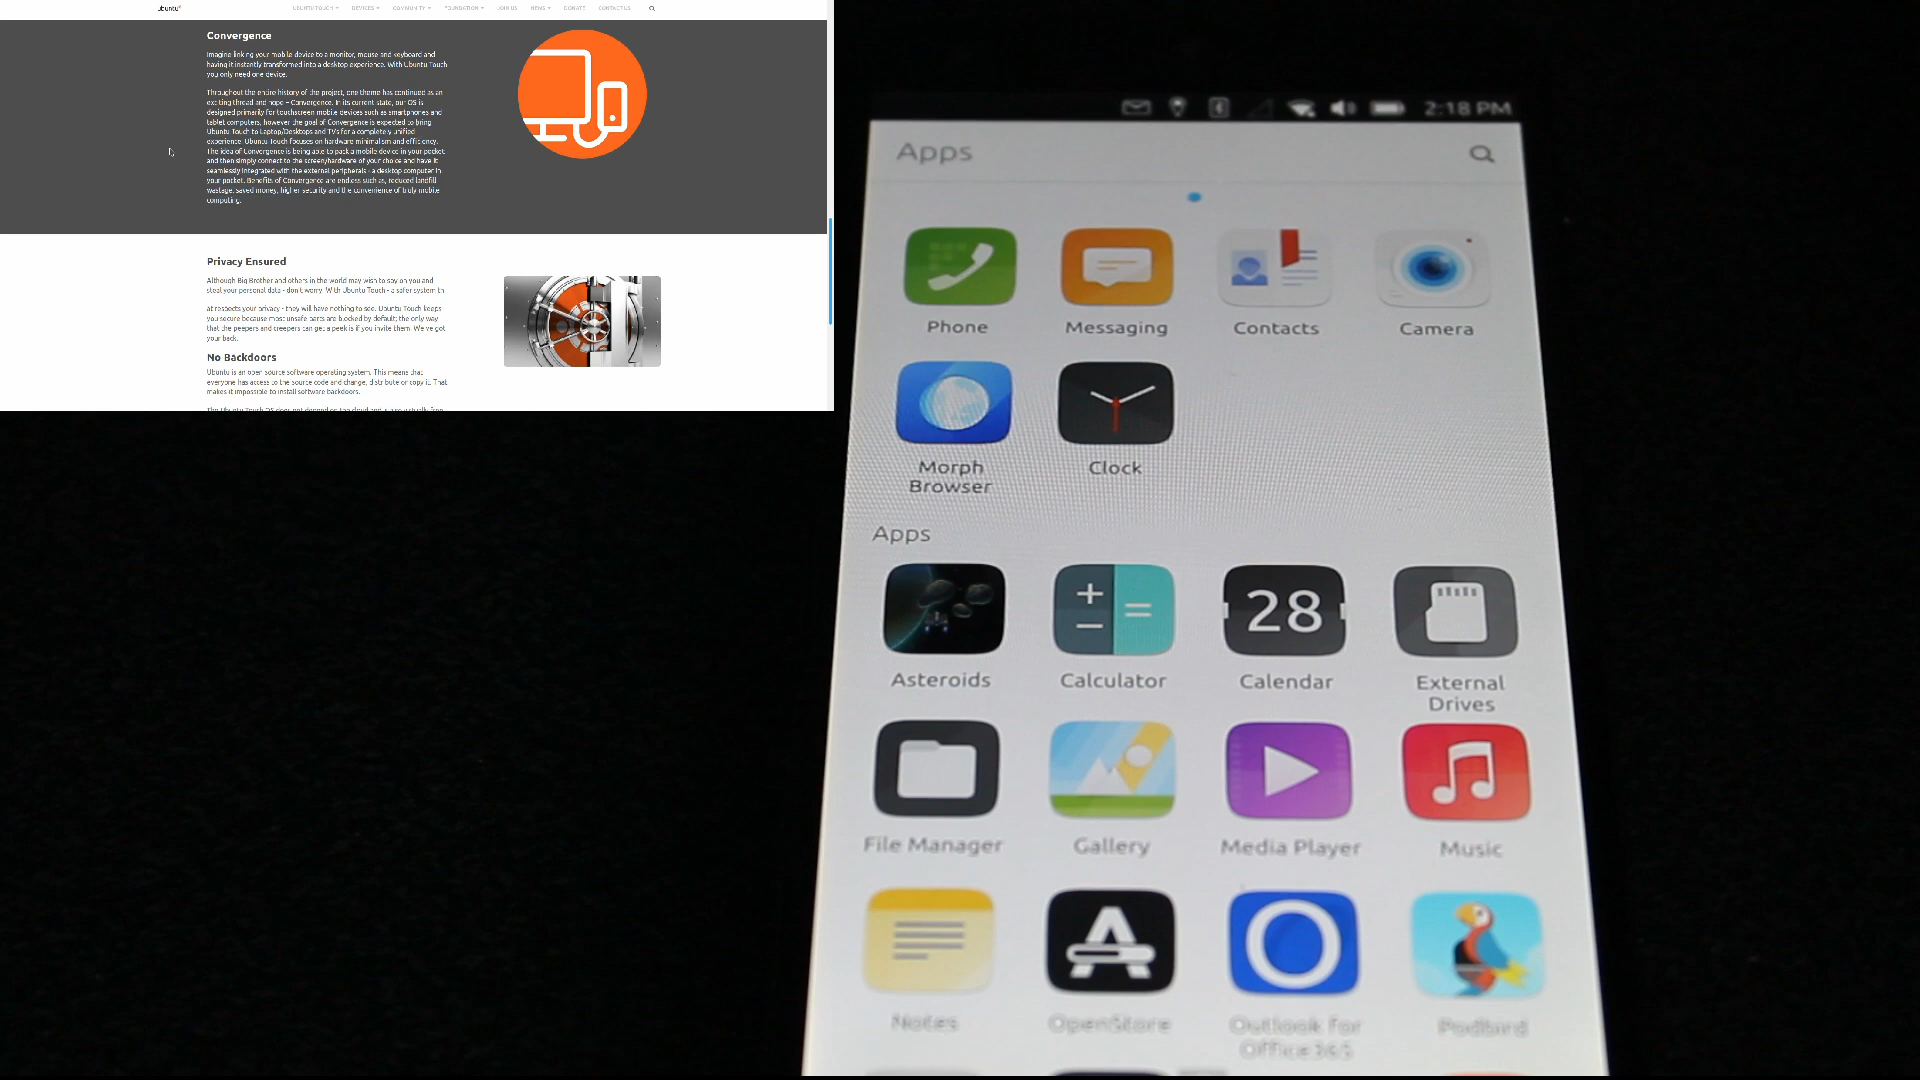 ubuntu
UBUNTU TOUCH DEVICES COMMUNITY FOUNDATION JOIN US NEWS DONATE CONTACT US
Convergence
Imagine linking your mobile device to a monitor, mouse and keyboard and
having it instantly transformed into a desktop experience. With Ubuntu Touch
you only need one device.
Throughout the entire history of the project, one theme has continued as an
exciting thread and hope – Convergence. In its current state, our OS is
designed primarily for touchscreen mobile devices such as smartphones and
tablet computers, however the goal of Convergence is expected to bring
Ubuntu Touch to Laptop/Desktops and TVs for a completely unified
experience. Ubuntu Touch focuses on hardware minimalism and efficiency.
The idea of Convergence is being able to pack a mobile device in your pocket
and then simply connect to the screen/hardware of your choice and have it
seamlessly integrated with the external peripherals - a desktop computer in
your pocket. Benefits of Convergence are endless such as, reduced landfill
wastage, saved money, higher security and the convenience of truly mobile
computing.
Privacy Ensured
Although Big Brother and others in the world may wish to spy on you and
steal your personal data - don't worry. With Ubuntu Touch - a safer system th
at respects your privacy - they will have nothing to see. Ubuntu Touch keeps
you secure because most unsafe parts are blocked by default; the only way
that the peepers and creepers can get a peek is if you invite them. We've got
your back.
No Backdoors
Ubuntu is an open source software operating system. This means that
everyone has access to the source code and change, distribute or copy it. That
makes it impossible to install software backdoors.
2:18 PM
Apps
Phone Messaging Contacts Camera
Morph Clock
Browser
Apps
28
Asteroids Calculator Calendar External
Drives
File Manager Gallery Media Player Music
Notes OpenStore Outlook for Podbird
Office 365